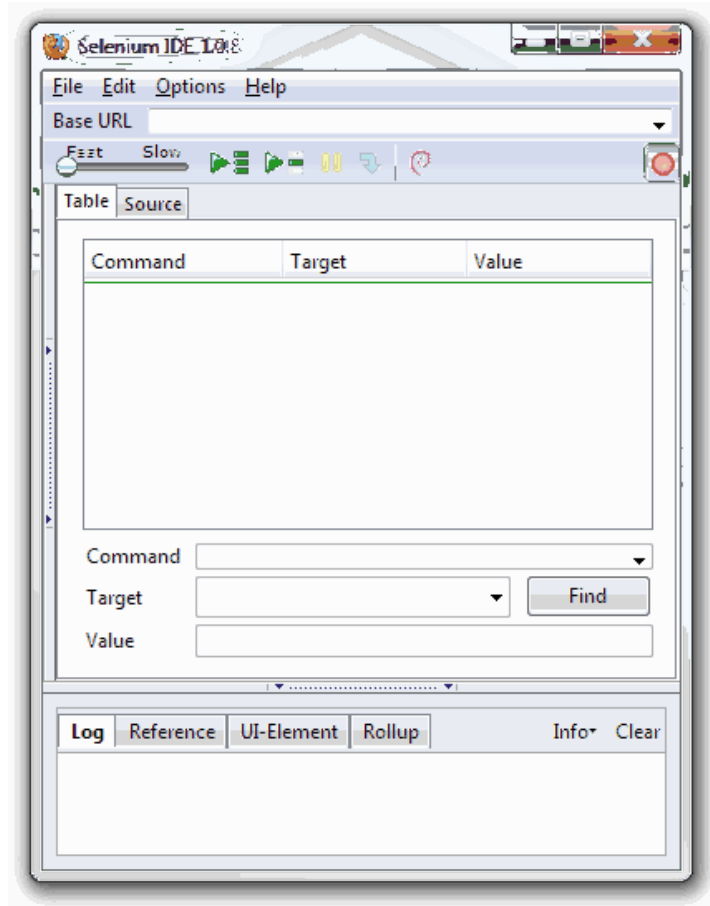 Selenium IDE 1.0.8
File Edit Options Help
Base URL
Fast Slow
Table Source
Command Target Value
Command
Target Find
Value
Log Reference UI-Element Rollup Info Clear